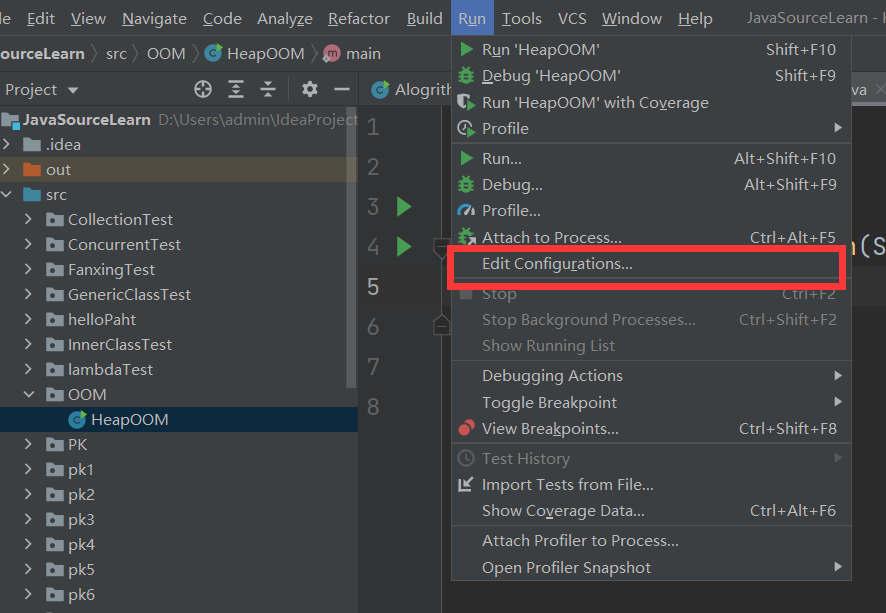 le Edit View Navigate Code Analyze Refactor Build Run Tools VCS Window Help JavaSourceLearn -
ourceLearn src OOM HeapOOM main
Project
Alogrith
va
JavaSourceLearn D:\Users\admin\IdeaProject
.idea
out
src
CollectionTest
ConcurrentTest
FanxingTest
GenericClassTest
helloPaht
InnerClassTest
lambdaTest
OOM
HeapOOM
PK
pk1
pk2
pk3
pk4
pk5
pk6
1
2
3
4
5
6
7
8
(S
Run 'HeapOOM' Shift+F10
Debug 'HeapOOM' Shift+F9
Run 'HeapOOM' with Coverage
Profile
Run... Alt+Shift+F10
Debug... Alt+Shift+F9
Profile...
Attach to Process... Ctrl+Alt+F5
Edit Configurations...
Stop Ctrl+F2
Stop Background Processes... Ctrl+Shift+F2
Show Running List
Debugging Actions
Toggle Breakpoint
View Breakpoints... Ctrl+Shift+F8
Test History
Import Tests from File...
Show Coverage Data... Ctrl+Alt+F6
Attach Profiler to Process...
Open Profiler Snapshot